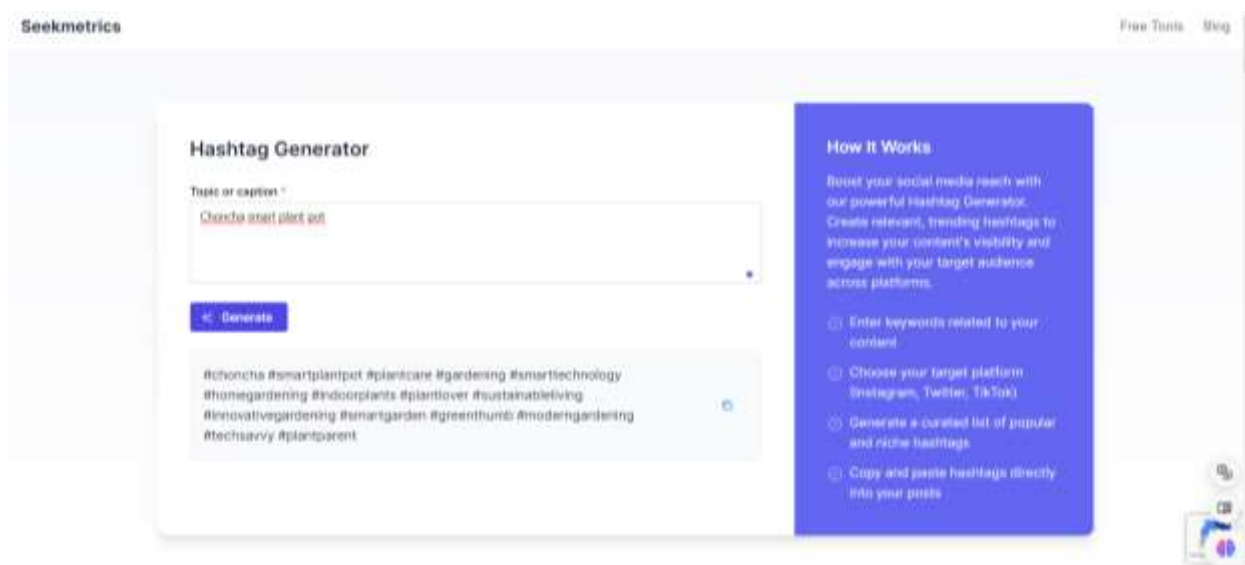 Seekmetrics
Free Tools Blog
Hashtag Generator
Topic or caption *
Choncha smart plant pot
Generate
#choncha #smartplantpot #plantcare #gardening #smarttechnology
#homegardening #indoorplants #plantlover #sustainableliving
#innovativegardening #smartgarden #greenthumb #moderngardening
#techsavvy #plantparent
How It Works
Boost your social media reach with
our powerful Hashtag Generator.
Create relevant, trending hashtags to
increase your content's visibility and
engage with your target audience
across platforms.
Enter keywords related to your
content
Choose your target platform
(Instagram, Twitter, TikTok)
Generate a curated list of popular
and niche hashtags
Copy and paste hashtags directly
into your posts